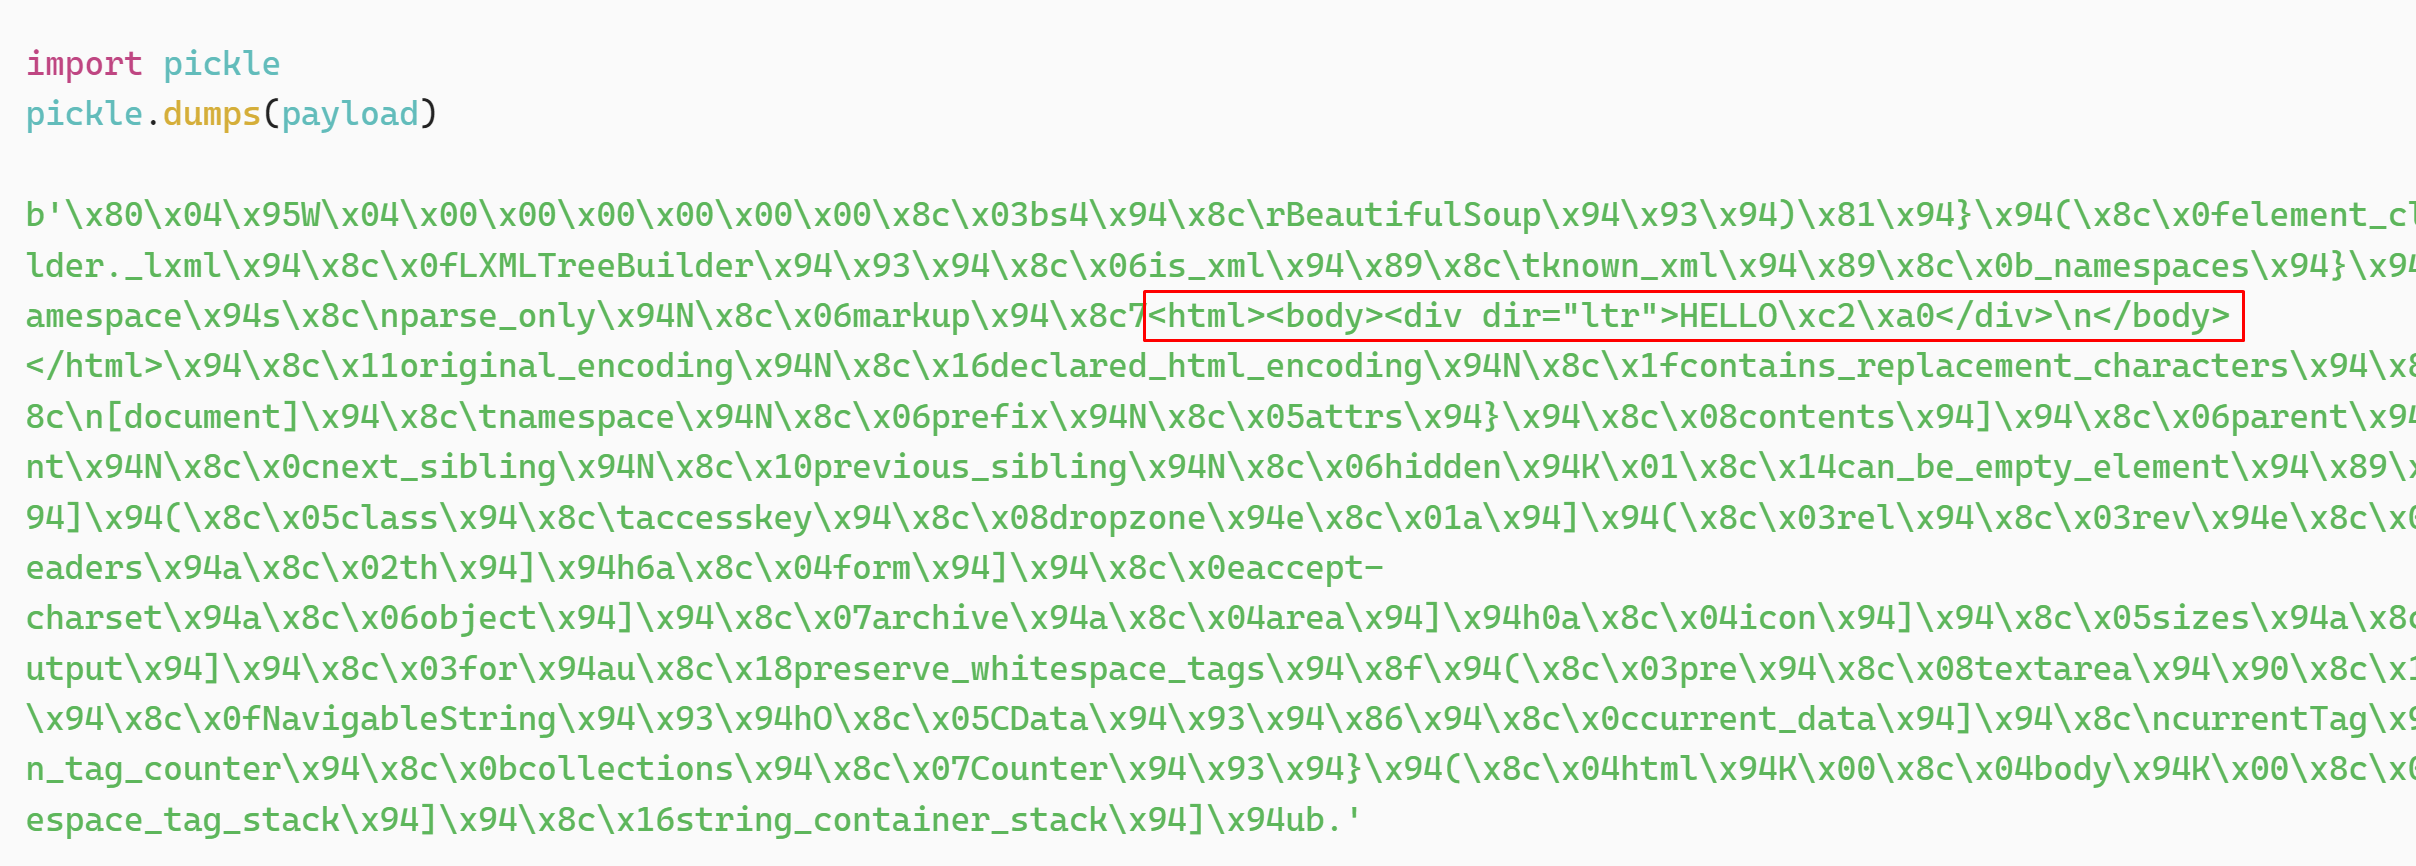 import pickle
pickle.dumps(payload)
b'\x80\x04\x95W\x04\x00\x00\x00\x00\x00\x00\x8c\x03bs4\x94\x8c\rBeautifulSoup\x94\x93\x94)\x81\x94}\x94(\x8c\x0felement_cl
lder._lxml\x94\x8c\x0fLXMLTreeBuilder\x94\x93\x94\x8c\x06is_xml\x94\x89\x8c\tknown_xml\x94\x89\x8c\x0b_namespaces\x94}\x94
amespace\x94s\x8c\nparse_only\x94N\x8c\x06markup\x94\x8c7<html><body><div dir="ltr">HELLO\xc2\xa0</div>\n</body>
</html>\x94\x8c\x11original_encoding\x94N\x8c\x16declared_html_encoding\x94N\x8c\x1fcontains_replacement_characters\x94\x8
8c\n[document]\x94\x8c\tnamespace\x94N\x8c\x06prefix\x94N\x8c\x05attrs\x94}\x94\x8c\x08contents\x94]\x94\x8c\x06parent\x94
nt\x94N\x8c\x0cnext_sibling\x94N\x8c\x10previous_sibling\x94N\x8c\x06hidden\x94K\x01\x8c\x14can_be_empty_element\x94\x89\x
94]\x94(\x8c\x05class\x94\x8c\taccesskey\x94\x8c\x08dropzone\x94e\x8c\x01a\x94]\x94(\x8c\x03rel\x94\x8c\x03rev\x94e\x8c\x0
eaders\x94a\x8c\x02th\x94]\x94h6a\x8c\x04form\x94]\x94\x8c\x0eaccept-
charset\x94a\x8c\x06object\x94]\x94\x8c\x07archive\x94a\x8c\x04area\x94]\x94h0a\x8c\x04icon\x94]\x94\x8c\x05sizes\x94a\x8c
utput\x94]\x94\x8c\x03for\x94au\x8c\x18preserve_whitespace_tags\x94\x8f\x94(\x8c\x03pre\x94\x8c\x08textarea\x94\x90\x8c\x1
\x94\x8c\x0fNavigableString\x94\x93\x94hO\x8c\x05CData\x94\x93\x94\x86\x94\x8c\x0ccurrent_data\x94]\x94\x8c\ncurrentTag\x9
n_tag_counter\x94\x8c\x0bcollections\x94\x8c\x07Counter\x94\x93\x94}\x94(\x8c\x04html\x94K\x00\x8c\x04body\x94K\x00\x8c\x0
espace_tag_stack\x94]\x94\x8c\x16string_container_stack\x94]\x94ub.'